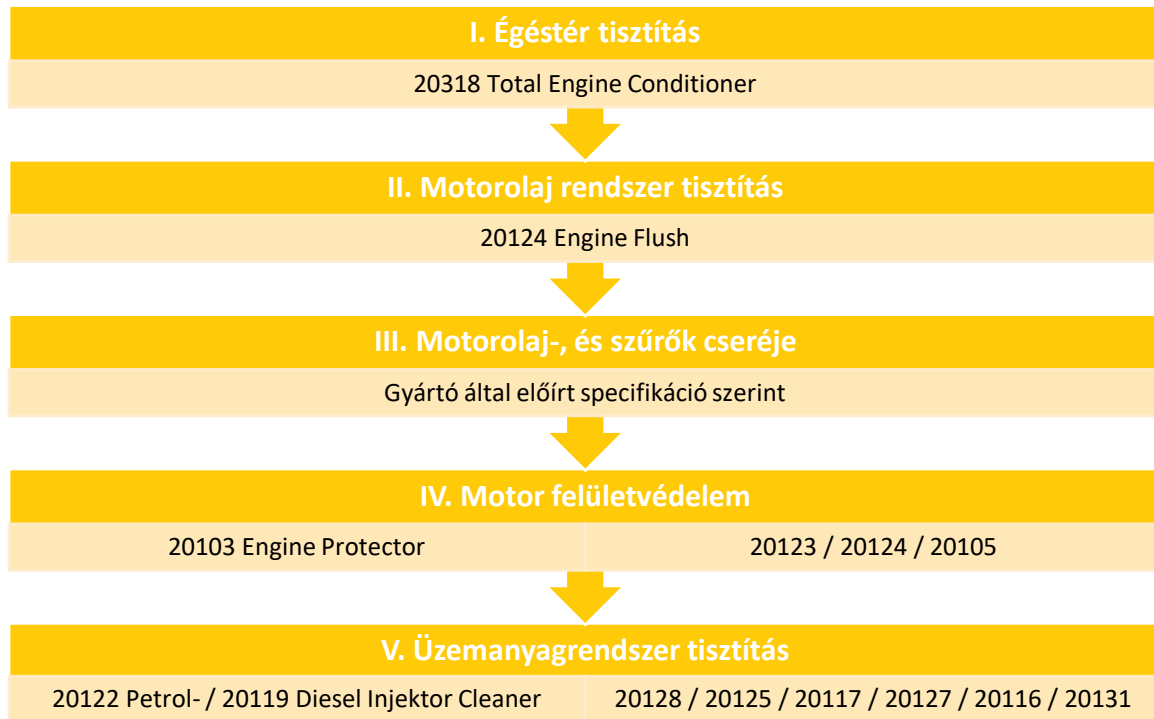 I. Égéstér tisztítás
20318 Total Engine Conditioner
II. Motorolaj rendszer tisztítás
20124 Engine Flush
III. Motorolaj-, és szűrők cseréje
Gyártó által előírt specifikáció szerint
IV. Motor felületvédelem
20103 Engine Protector
20123 / 20124 / 20105
V. Üzemanyagrendszer tisztítás
20122 Petrol- / 20119 Diesel Injektor Cleaner
20128 / 20125 / 20117 / 20127 / 20116 / 20131